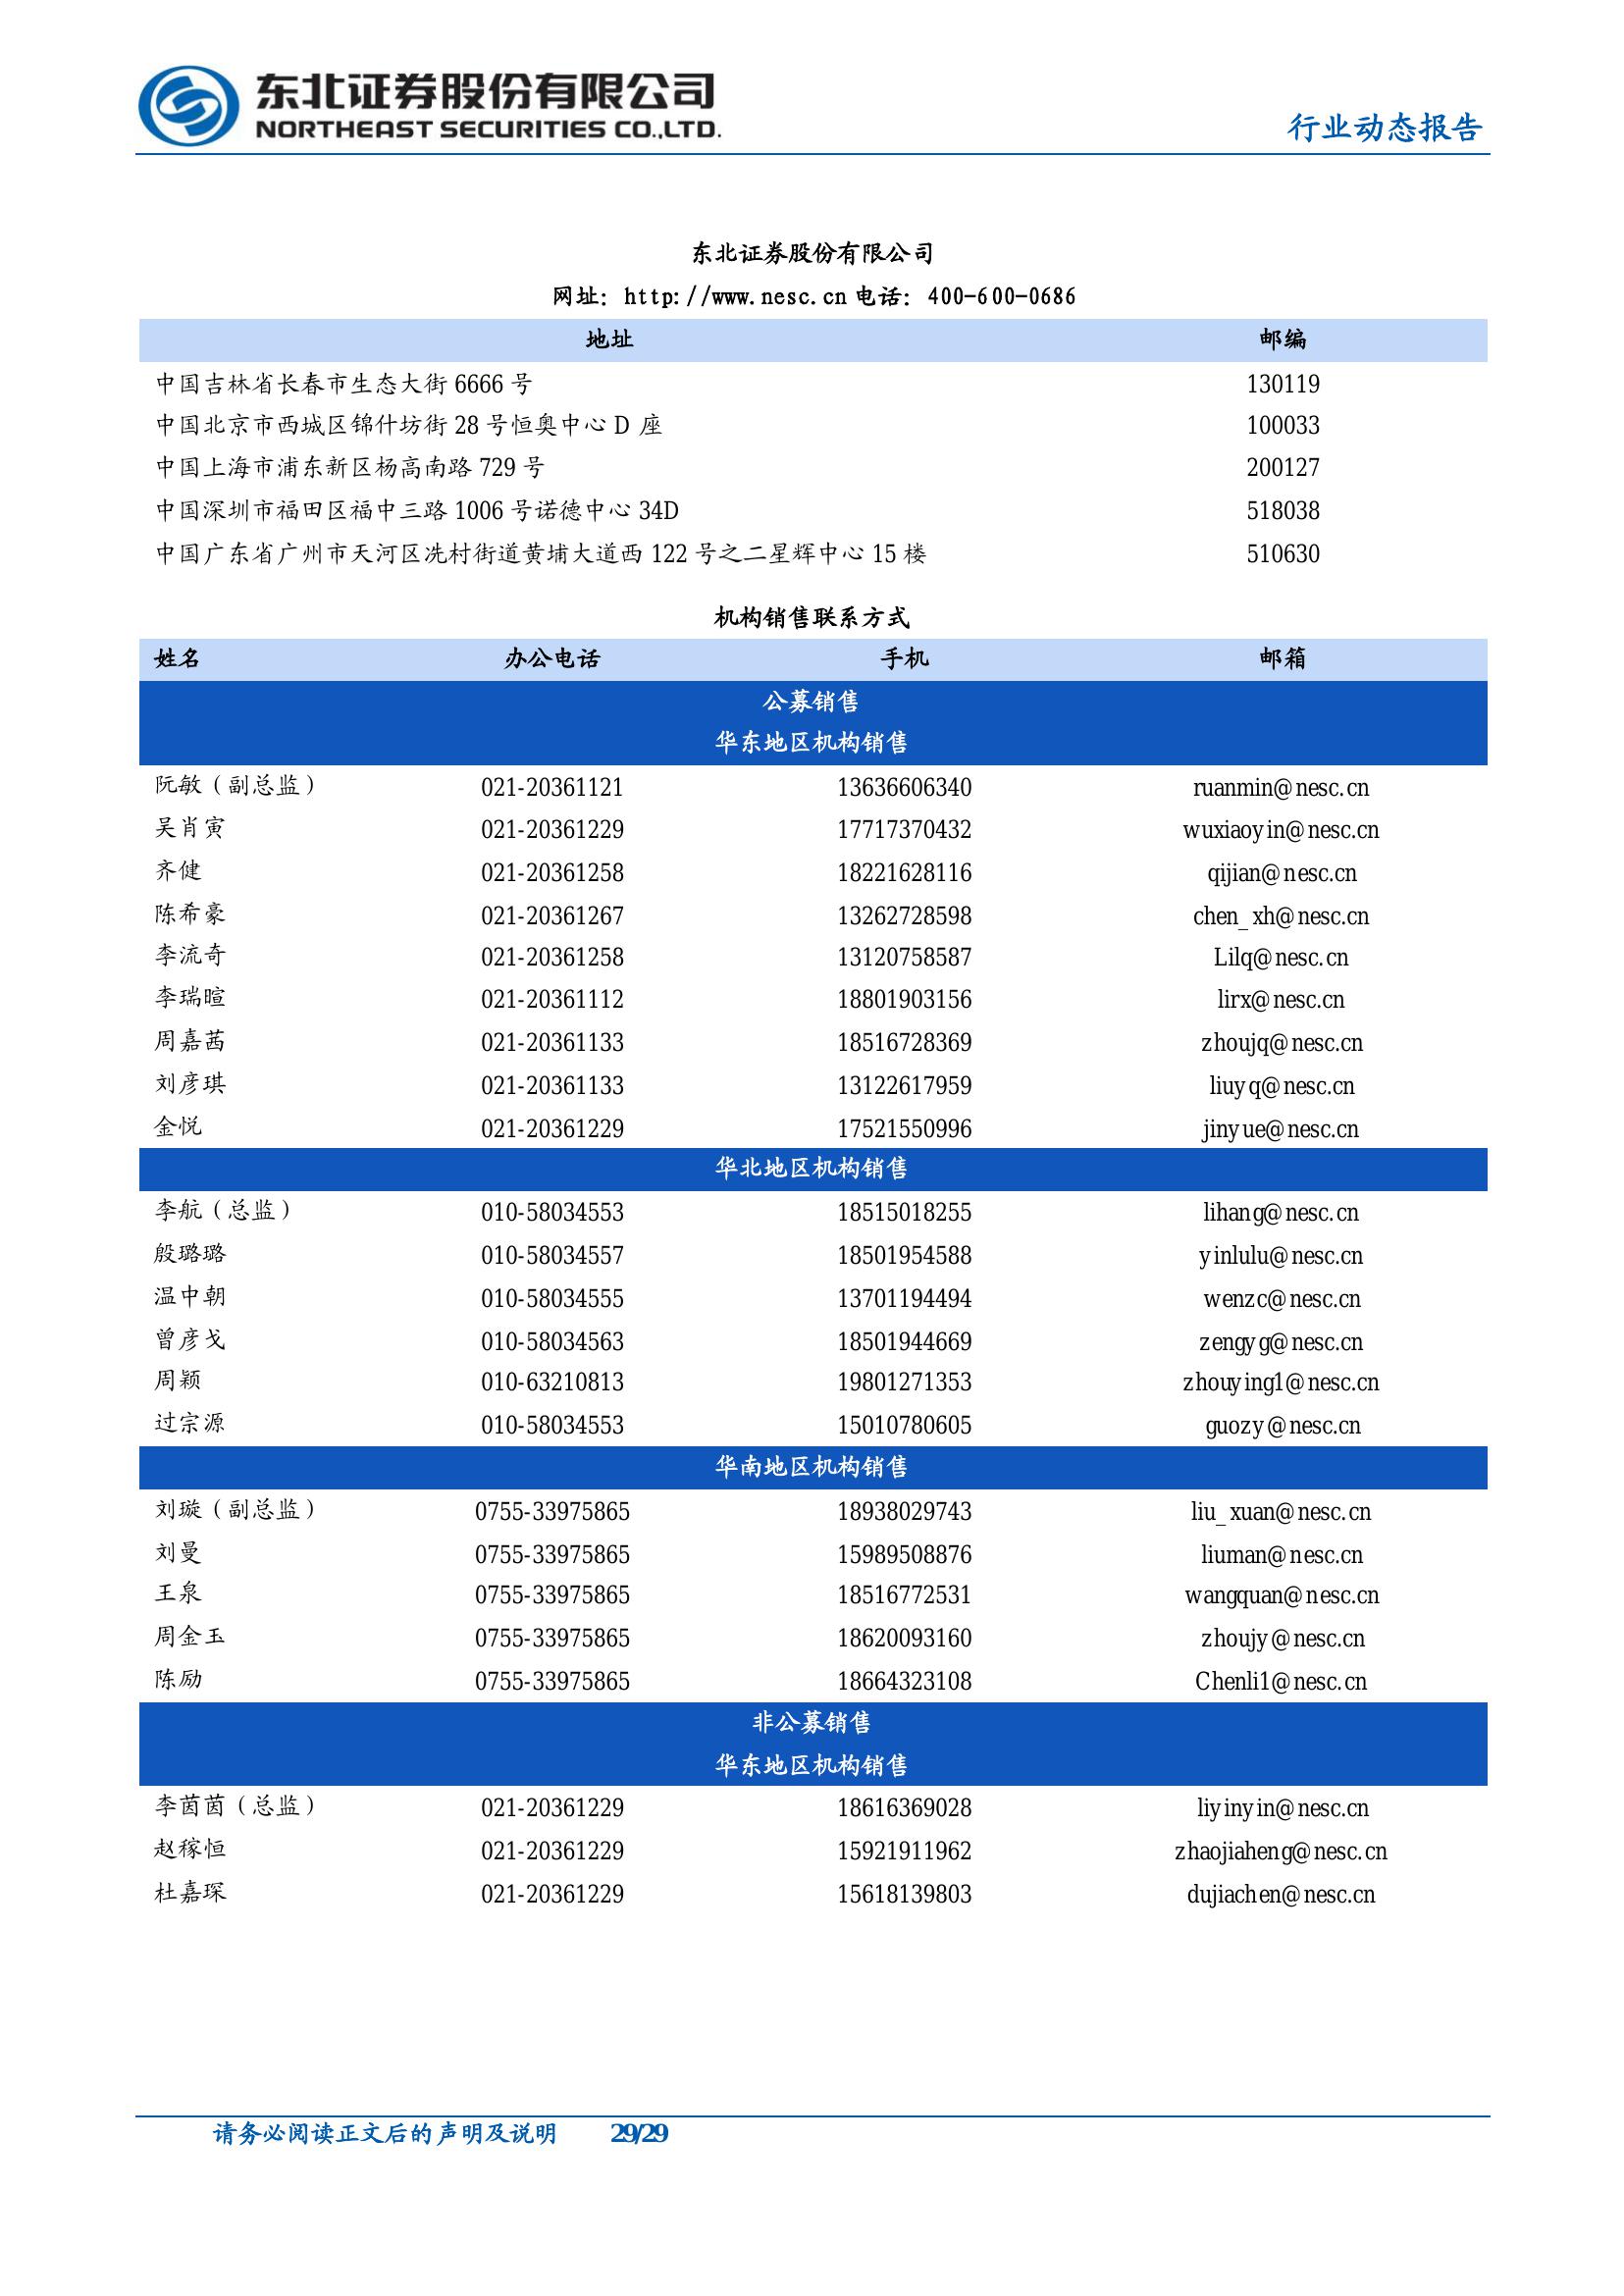 东北证券股份有限公司
NORTHEAST SECURITIES CO.,LTD.
行业动态报告
东北证券股份有限公司
网址：http://www.nesc.cn 电话：400-600-0686
地址 邮编
中国吉林省长春市生态大街 6666 号 130119
中国北京市西城区锦什坊街 28 号恒奥中心 D 座 100033
中国上海市浦东新区杨高南路 729 号 200127
中国深圳市福田区福中三路 1006 号诺德中心 34D 518038
中国广东省广州市天河区冼村街道黄埔大道西 122 号之二星辉中心 15 楼 510630
机构销售联系方式
姓名 办公电话 手机 邮箱
公募销售
华东地区机构销售
阮敏（副总监） 021-20361121 13636606340 ruanmin@nesc.cn
吴肖寅 021-20361229 17717370432 wuxiaoyin@nesc.cn
齐健 021-20361258 18221628116 qijian@nesc.cn
陈希豪 021-20361267 13262728598 chen_xh@nesc.cn
李流奇 021-20361258 13120758587 Lilq@nesc.cn
李瑞暄 021-20361112 18801903156 lirx@nesc.cn
周嘉茜 021-20361133 18516728369 zhoujq@nesc.cn
刘彦琪 021-20361133 13122617959 liuyq@nesc.cn
金悦 021-20361229 17521550996 jinyue@nesc.cn
华北地区机构销售
李航（总监） 010-58034553 18515018255 lihang@nesc.cn
殷璐璐 010-58034557 18501954588 yinlulu@nesc.cn
温中朝 010-58034555 13701194494 wenzc@nesc.cn
曾彦戈 010-58034563 18501944669 zengyg@nesc.cn
周颖 010-63210813 19801271353 zhouying1@nesc.cn
过宗源 010-58034553 15010780605 guozy@nesc.cn
华南地区机构销售
刘璇（副总监） 0755-33975865 18938029743 liu_xuan@nesc.cn
刘曼 0755-33975865 15989508876 liuman@nesc.cn
王泉 0755-33975865 18516772531 wangquan@nesc.cn
周金玉 0755-33975865 18620093160 zhoujy@nesc.cn
陈励 0755-33975865 18664323108 Chenli1@nesc.cn
非公募销售
华东地区机构销售
李茵茵（总监） 021-20361229 18616369028 liyinyin@nesc.cn
赵稼恒 021-20361229 15921911962 zhaojiaheng@nesc.cn
杜嘉琛 021-20361229 15618139803 dujiachen@nesc.cn
请务必阅读正文后的声明及说明 29/29